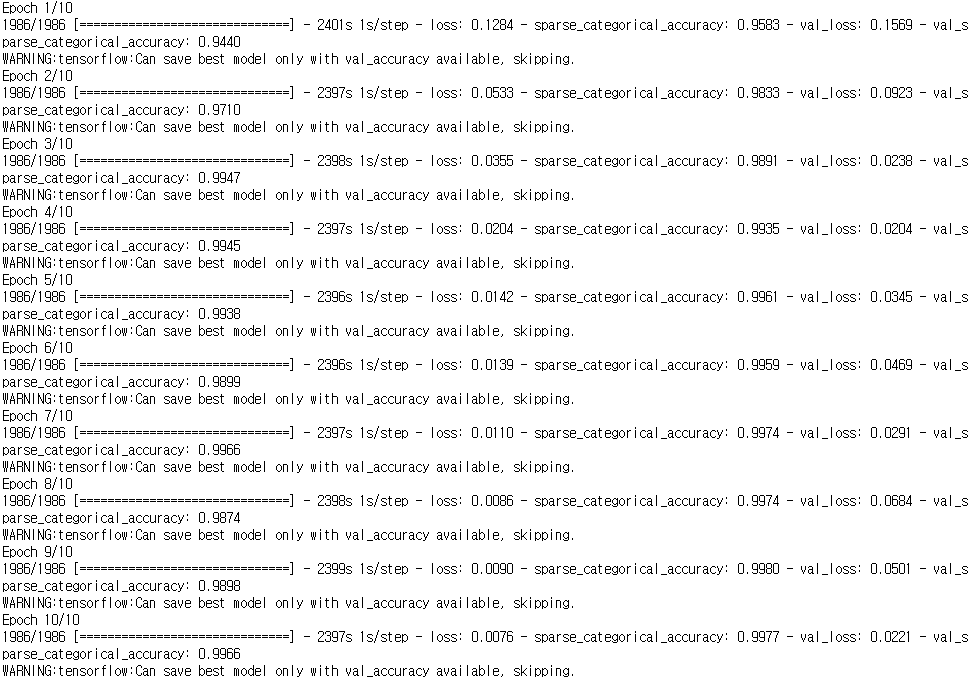 Epoch 1/10
1986/1986 [==============================] - 2401s 1s/step - loss: 0.1284 - sparse_categorical_accuracy: 0.9583 - val_loss: 0.1569 - val_s
parse_categorical_accuracy: 0.9440
WARNING:tensorflow:Can save best model only with val_accuracy available, skipping.
Epoch 2/10
1986/1986 [==============================] - 2397s 1s/step - loss: 0.0533 - sparse_categorical_accuracy: 0.9833 - val_loss: 0.0923 - val_s
parse_categorical_accuracy: 0.9710
WARNING:tensorflow:Can save best model only with val_accuracy available, skipping.
Epoch 3/10
1986/1986 [==============================] - 2398s 1s/step - loss: 0.0355 - sparse_categorical_accuracy: 0.9891 - val_loss: 0.0238 - val_s
parse_categorical_accuracy: 0.9947
WARNING:tensorflow:Can save best model only with val_accuracy available, skipping.
Epoch 4/10
1986/1986 [==============================] - 2397s 1s/step - loss: 0.0204 - sparse_categorical_accuracy: 0.9935 - val_loss: 0.0204 - val_s
parse_categorical_accuracy: 0.9945
WARNING:tensorflow:Can save best model only with val_accuracy available, skipping.
Epoch 5/10
1986/1986 [==============================] - 2396s 1s/step - loss: 0.0142 - sparse_categorical_accuracy: 0.9961 - val_loss: 0.0345 - val_s
parse_categorical_accuracy: 0.9938
WARNING:tensorflow:Can save best model only with val_accuracy available, skipping.
Epoch 6/10
1986/1986 [==============================] - 2396s 1s/step - loss: 0.0139 - sparse_categorical_accuracy: 0.9959 - val_loss: 0.0469 - val_s
parse_categorical_accuracy: 0.9899
WARNING:tensorflow:Can save best model only with val_accuracy available, skipping.
Epoch 7/10
1986/1986 [==============================] - 2397s 1s/step - loss: 0.0110 - sparse_categorical_accuracy: 0.9974 - val_loss: 0.0291 - val_s
parse_categorical_accuracy: 0.9966
WARNING:tensorflow:Can save best model only with val_accuracy available, skipping.
Epoch 8/10
1986/1986 [==============================] - 2398s 1s/step - loss: 0.0086 - sparse_categorical_accuracy: 0.9974 - val_loss: 0.0684 - val_s
parse_categorical_accuracy: 0.9874
WARNING:tensorflow:Can save best model only with val_accuracy available, skipping.
Epoch 9/10
1986/1986 [==============================] - 2399s 1s/step - loss: 0.0090 - sparse_categorical_accuracy: 0.9980 - val_loss: 0.0501 - val_s
parse_categorical_accuracy: 0.9898
WARNING:tensorflow:Can save best model only with val_accuracy available, skipping.
Epoch 10/10
1986/1986 [==============================] - 2397s 1s/step - loss: 0.0076 - sparse_categorical_accuracy: 0.9977 - val_loss: 0.0221 - val_s
parse_categorical_accuracy: 0.9966
WARNING:tensorflow:Can save best model only with val_accuracy available, skipping.